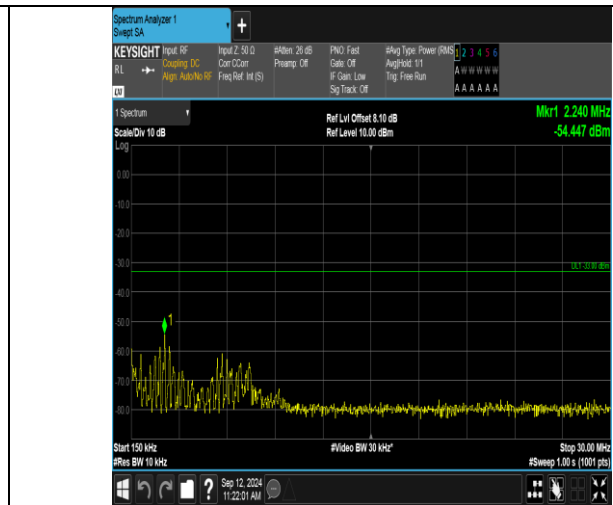 Spectrum Analyzer 1
Swept SA
+
KEYSIGHT Input: RF Input Z: 50 Ω #Atten: 26 dB PNO: Fast #Avg Type: Power (RMS 1 2 3 4 5 6
RL Coupling: DC Corr CCorr Preamp: Off Gate: Off Avg|Hold: 1/1 A W W W W W
Align: Auto/No RF Freq Ref: Int (S) IF Gain: Low Trig: Free Run
Sig Track: Off A A A A A A
LXI
1 Spectrum Ref Lvl Offset 8.10 dB Mkr1 2.240 MHz
Scale/Div 10 dB Ref Level 10.00 dBm -54.447 dBm
Log
0.00
-10.0
-20.0
-30.0
DL1 -33.00 dBm
-40.0
-50.0
1
-60.0
-70.0
-80.0
Start 150 kHz #Video BW 30 kHz* Stop 30.00 MHz
#Res BW 10 kHz #Sweep 1.00 s (1001 pts)
? Sep 12, 2024
11:22:01 AM